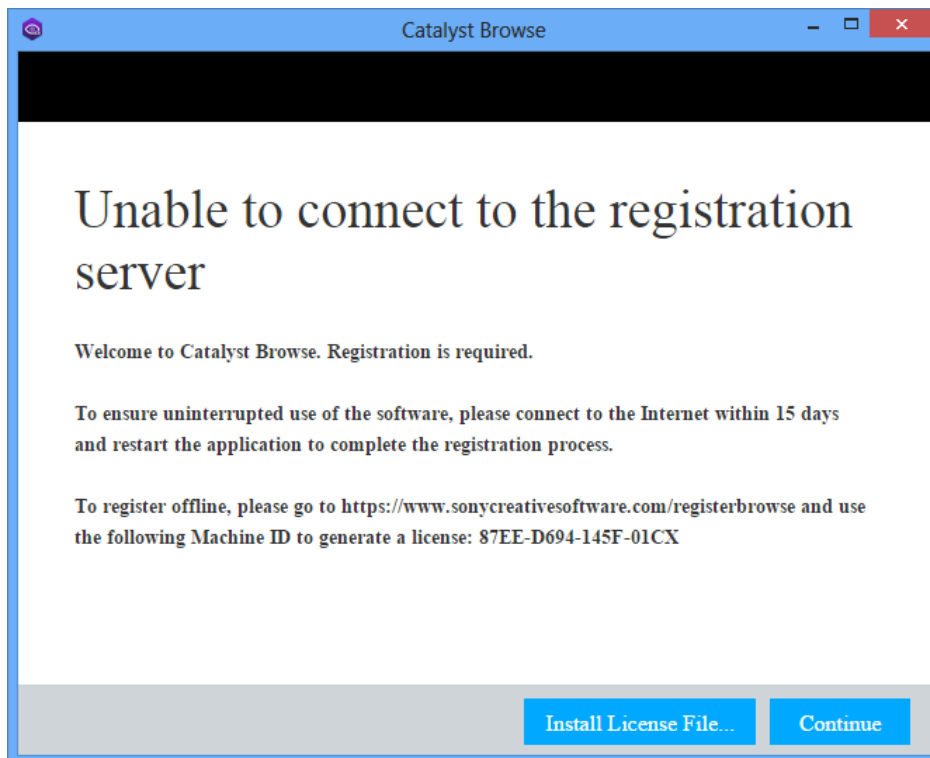 Catalyst Browse
Unable to connect to the registration
server
Welcome to Catalyst Browse. Registration is required.
To ensure uninterrupted use of the software, please connect to the Internet within 15 days
and restart the application to complete the registration process.
To register offline, please go to https://www.sonycreativesoftware.com/registerbrowse and use
the following Machine ID to generate a license: 87EE-D694-145F-01CX
Install License File... Continue